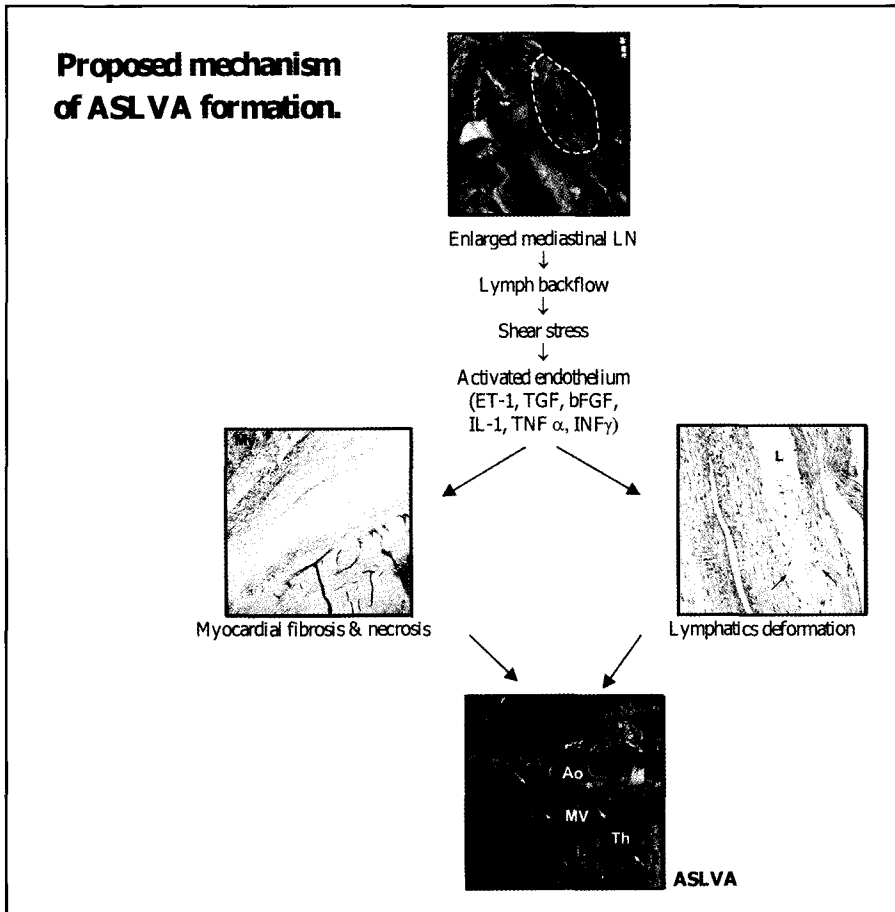 Proposed mechanism
of ASLVA formation.
Enlarged mediastinal LN
↓
Lymph backflow
↓
Shear stress
↓
Activated endothelium
(ET-1, TGF, bFGF,
IL-1, TNF α, INFγ)
My
L
Myocardial fibrosis & necrosis
Lymphatics deformation
Ao
MV
Th
ASLVA